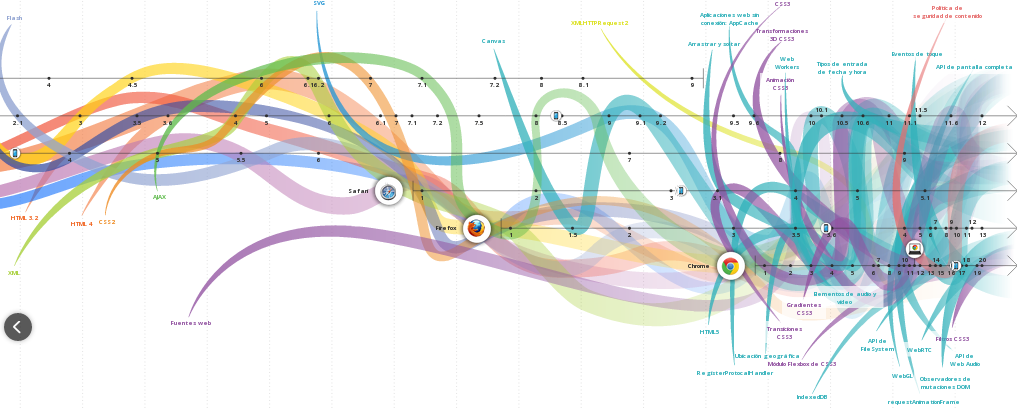 Flash
SVG
CSS3
Política de
seguridad de contenido
XMLHTTPRequest2
Aplicaciones web sin
conexión: AppCache
Transformaciones
3D CSS3
Canvas
Arrastrar y soltar
Web
Workers
Eventos de toque
Tipos de entrada
de fecha y hora
API de pantalla completa
Animación
CSS3
4 4.5 5 6 6.1 6.2 7 7.1 7.2 8 8.1 9
2.1 3 3.5 3.6 4 5 6 6.1 7 7.1 7.2 7.5 8 8.5 9 9.1 9.2 9.5 9.6 10 10.1 10.5 10.6 11 11.1 11.5 11.6 12
4 5 5.5 6 7 8 9
AJAX
Safari
1 2 3 3.1 4 5 5.1
HTML 3.2
HTML 4
CSS2
Firefox
1 1.5 2 3 3.5 3.6 4 5 6 7 8 9 10 11 12 13
XML
Chrome
1 2 3 4 5 6 7 8 9 10 11 12 13 14 15 16 17 18 19 20
Elementos de audio y
vídeo
Gradientes
CSS3
Fuentes web
HTML5
Transiciones
CSS3
Filtros CSS3
API de
FileSystem
WebRTC
Ubicación geográfica
Módulo Flexbox de CSS3
API de
Web Audio
RegisterProtocolHandler
WebGL
Observadores de
mutaciones DOM
IndexedDB
requestAnimationFrame